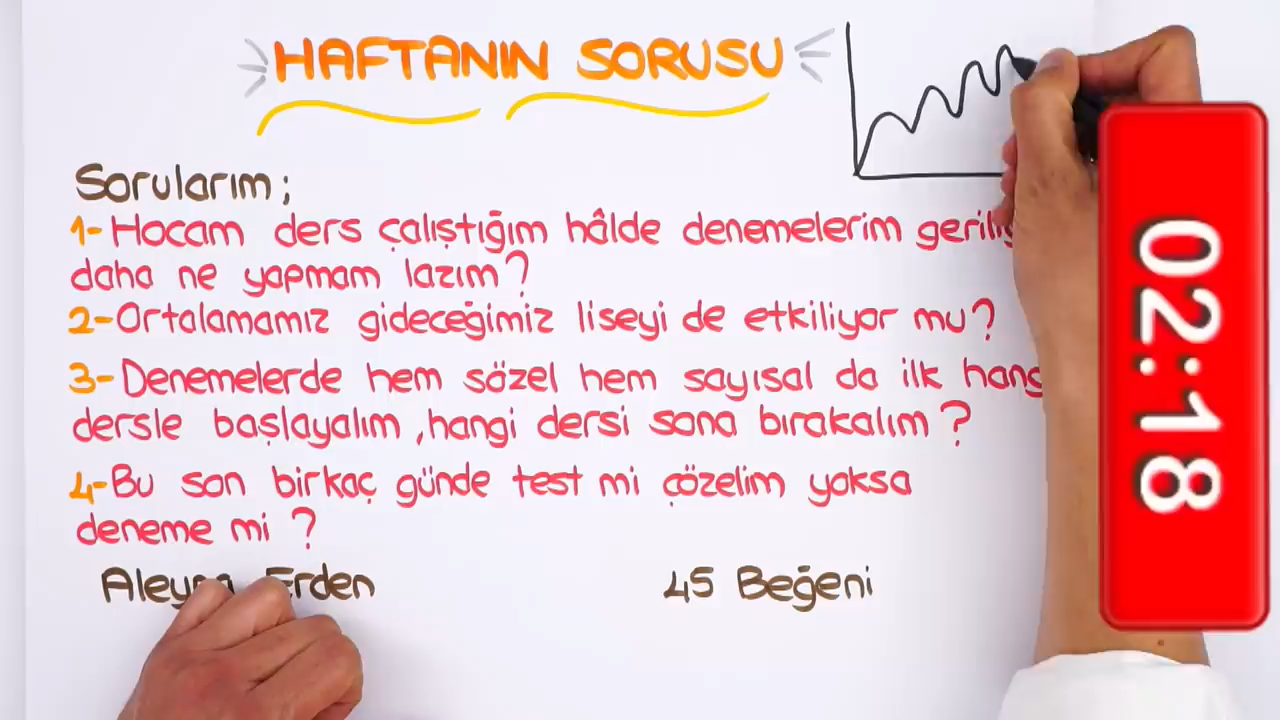 HAFTANIN SORUSU
Sorularım;
1-Hocam ders çalıştığım hâlde denemelerim
daha ne yapmam lazım?
2-Ortalamamız gideceğimiz liseyi de etkiliyor mu?
3-Denemelerde hem sözel hem sayısal da ilk
dersle başlayalım, hangi dersi sona bırakalım?
4-Bu son birkaç günde test mi çözelim yoksa
deneme mi?
Erden
45 Beğeni
02:18